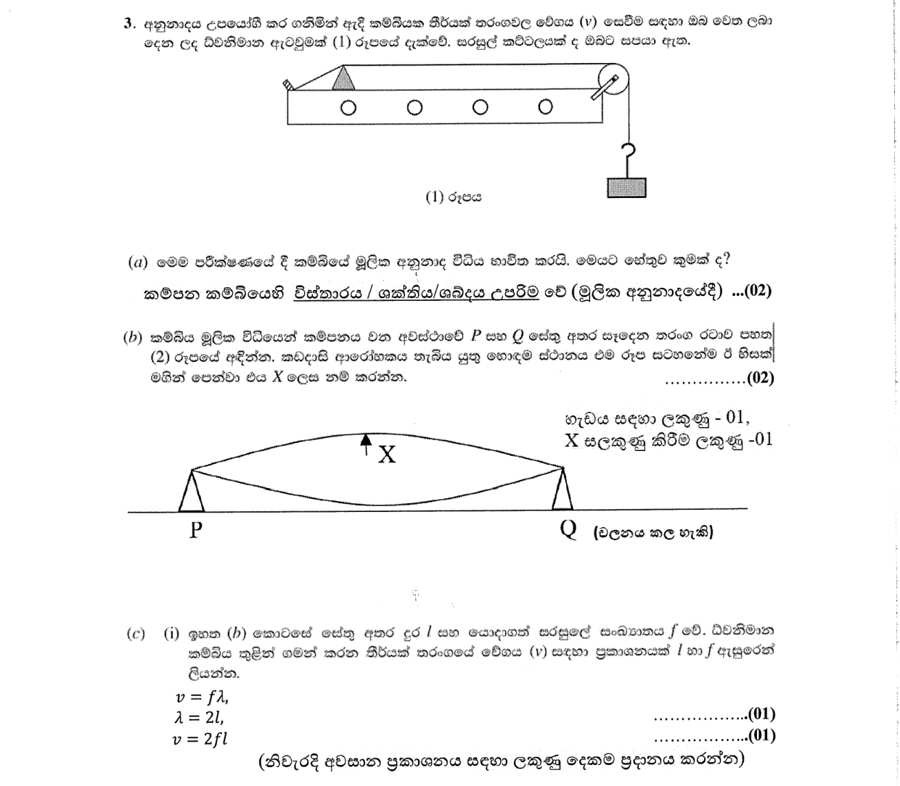 3. අනුනාදය උපයෝගී කර ගනිමින් ඇදි කම්බියක තීර්යක් තරංගවල වේගය (v) සෙවීම සඳහා ඔබ වෙත ලබා
දෙන ලද ධ්වනිමාන ඇටවුමක් (1) රූපයේ දැක්වේ. සරසුල් කට්ටලයක් ද ඔබට සපයා ඇත.
(1) රූපය
(a) මෙම පරීක්ෂණයේ දී කම්බියේ මූලික අනුනාද විධිය භාවිත කරයි. මෙයට හේතුව කුමක් ද?
කම්පන කම්බියෙහි විස්තාරය / ශක්තිය/ශබ්දය උපරිම වේ (මූලික අනුනාදයේදී) ...(02)
(b) කම්බිය මූලික විධියෙන් කම්පනය වන අවස්ථාවේ P සහ Q සේතු අතර සෑදෙන තරංග රටාව පහත
(2) රූපයේ අඳින්න. කඩදාසි ආරෝහකය තැබිය යුතු හොඳම ස්ථානය එම රූප සටහනේම ඊ හිසක්
මගින් පෙන්වා එය X ලෙස නම් කරන්න. ...............(02)
හැඩය සඳහා ලකුණු - 01,
X සලකුණු කිරීම ලකුණු -01
X
P
Q (චලනය කල හැකි)
(c) (i) ඉහත (b) කොටසේ සේතු අතර දුර l සහ යොදාගත් සරසුලේ සංඛ්‍යාතය f වේ. ධ්වනිමාන
කම්බිය තුළින් ගමන් කරන තීර්යක් තරංගයේ වේගය (v) සඳහා ප්‍රකාශනයක් l හා f ඇසුරෙන්
ලියන්න.
v = fλ,
λ = 2l, ..................(01)
v = 2fl ..................(01)
(නිවැරදි අවසාන ප්‍රකාශනය සඳහා ලකුණු දෙකම ප්‍රදානය කරන්න)